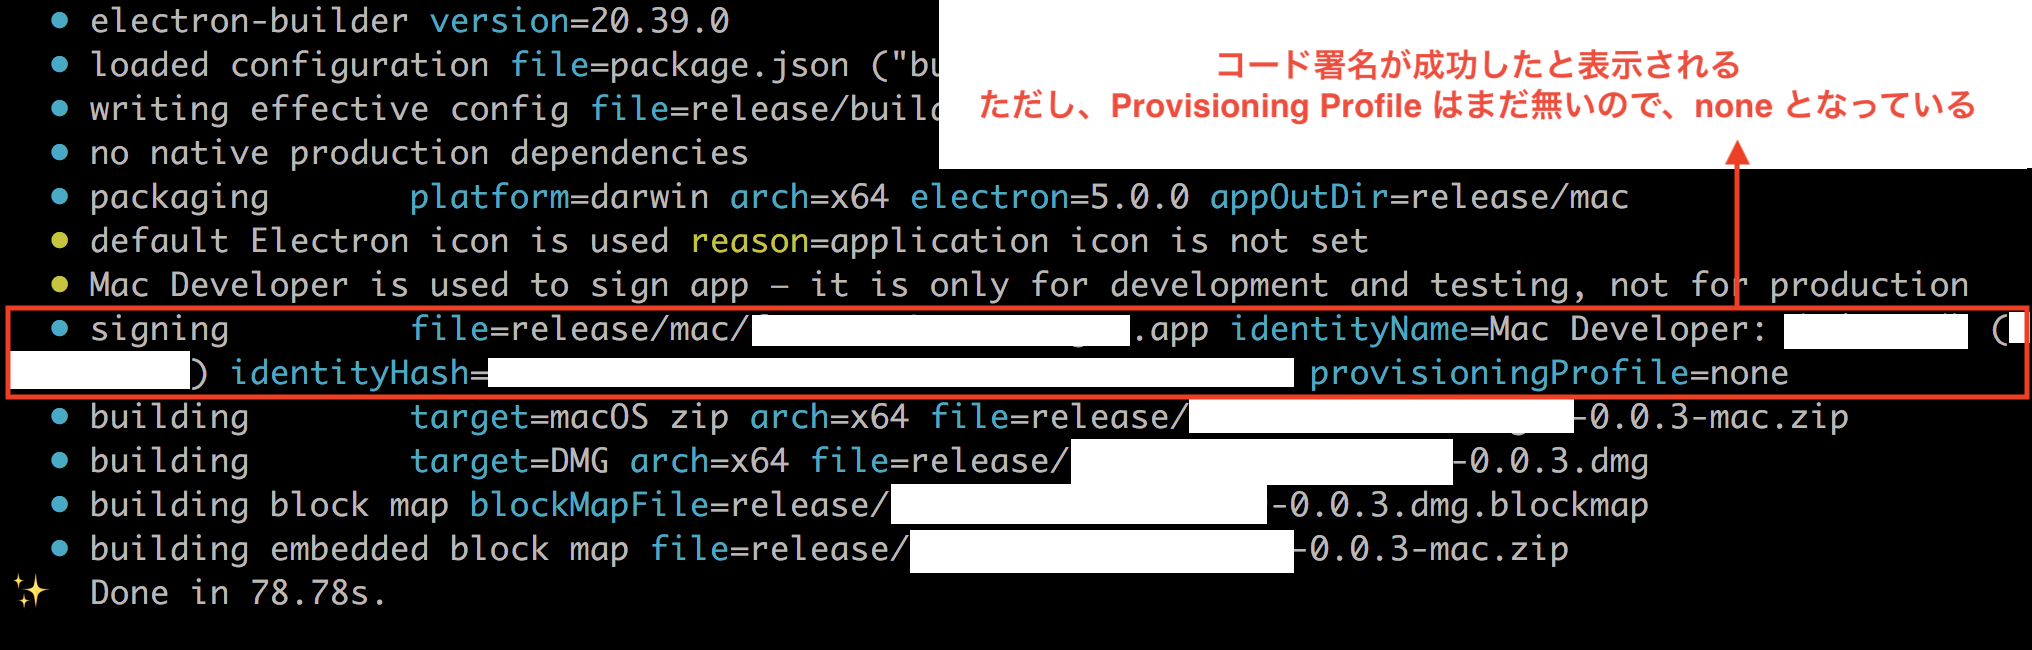 electron-builder version=20.39.0
loaded configuration file=package.json ("bu
writing effective config file=release/build
コード署名が成功したと表示される
ただし、Provisioning Profile はまだ無いので、none となっている
no native production dependencies
packaging platform=darwin arch=x64 electron=5.0.0 appOutDir=release/mac
default Electron icon is used reason=application icon is not set
Mac Developer is used to sign app — it is only for development and testing, not for production
signing file=release/mac/ .app identityName=Mac Developer: (
) identityHash= provisioningProfile=none
building target=macOS zip arch=x64 file=release/ -0.0.3-mac.zip
building target=DMG arch=x64 file=release/ -0.0.3.dmg
building block map blockMapFile=release/ -0.0.3.dmg.blockmap
building embedded block map file=release/ -0.0.3-mac.zip
✨ Done in 78.78s.